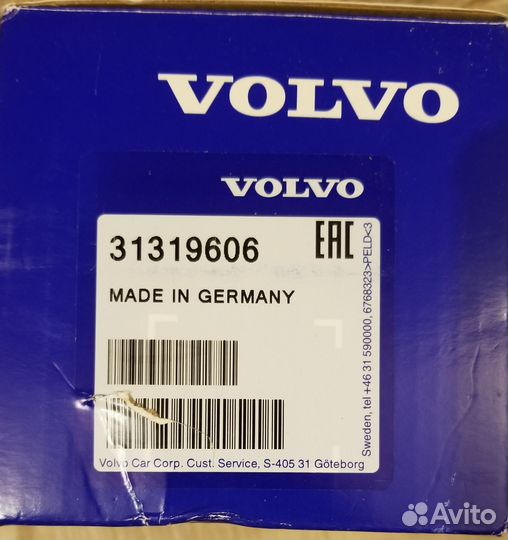 VOLVO
VOLVO
31319606
EAC
MADE IN GERMANY
Volvo Car Corp. Cust. Service, S-405 31 Göteborg
Sweden, tel +46 31 590000, 6768323>PELD<3
Avito